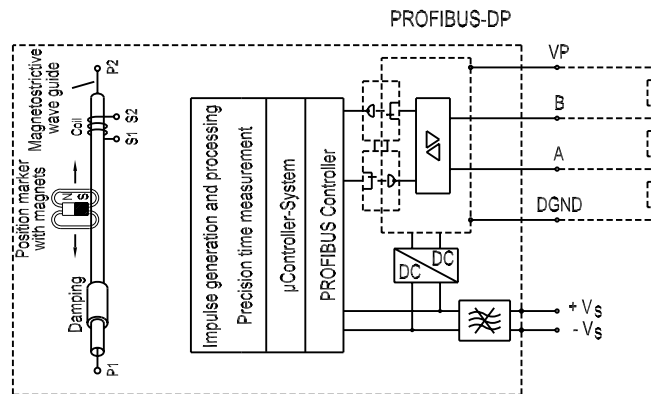 PROFIBUS-DP
P2
Magnetostrictive
wave guide
Coil
S2
S1
Position marker
with magnets
N
S
Damping
P1
Impulse generation and processing
Precision time measurement
µController-System
PROFIBUS Controller
DC
DC
VP
B
A
DGND
+ Vs
- Vs